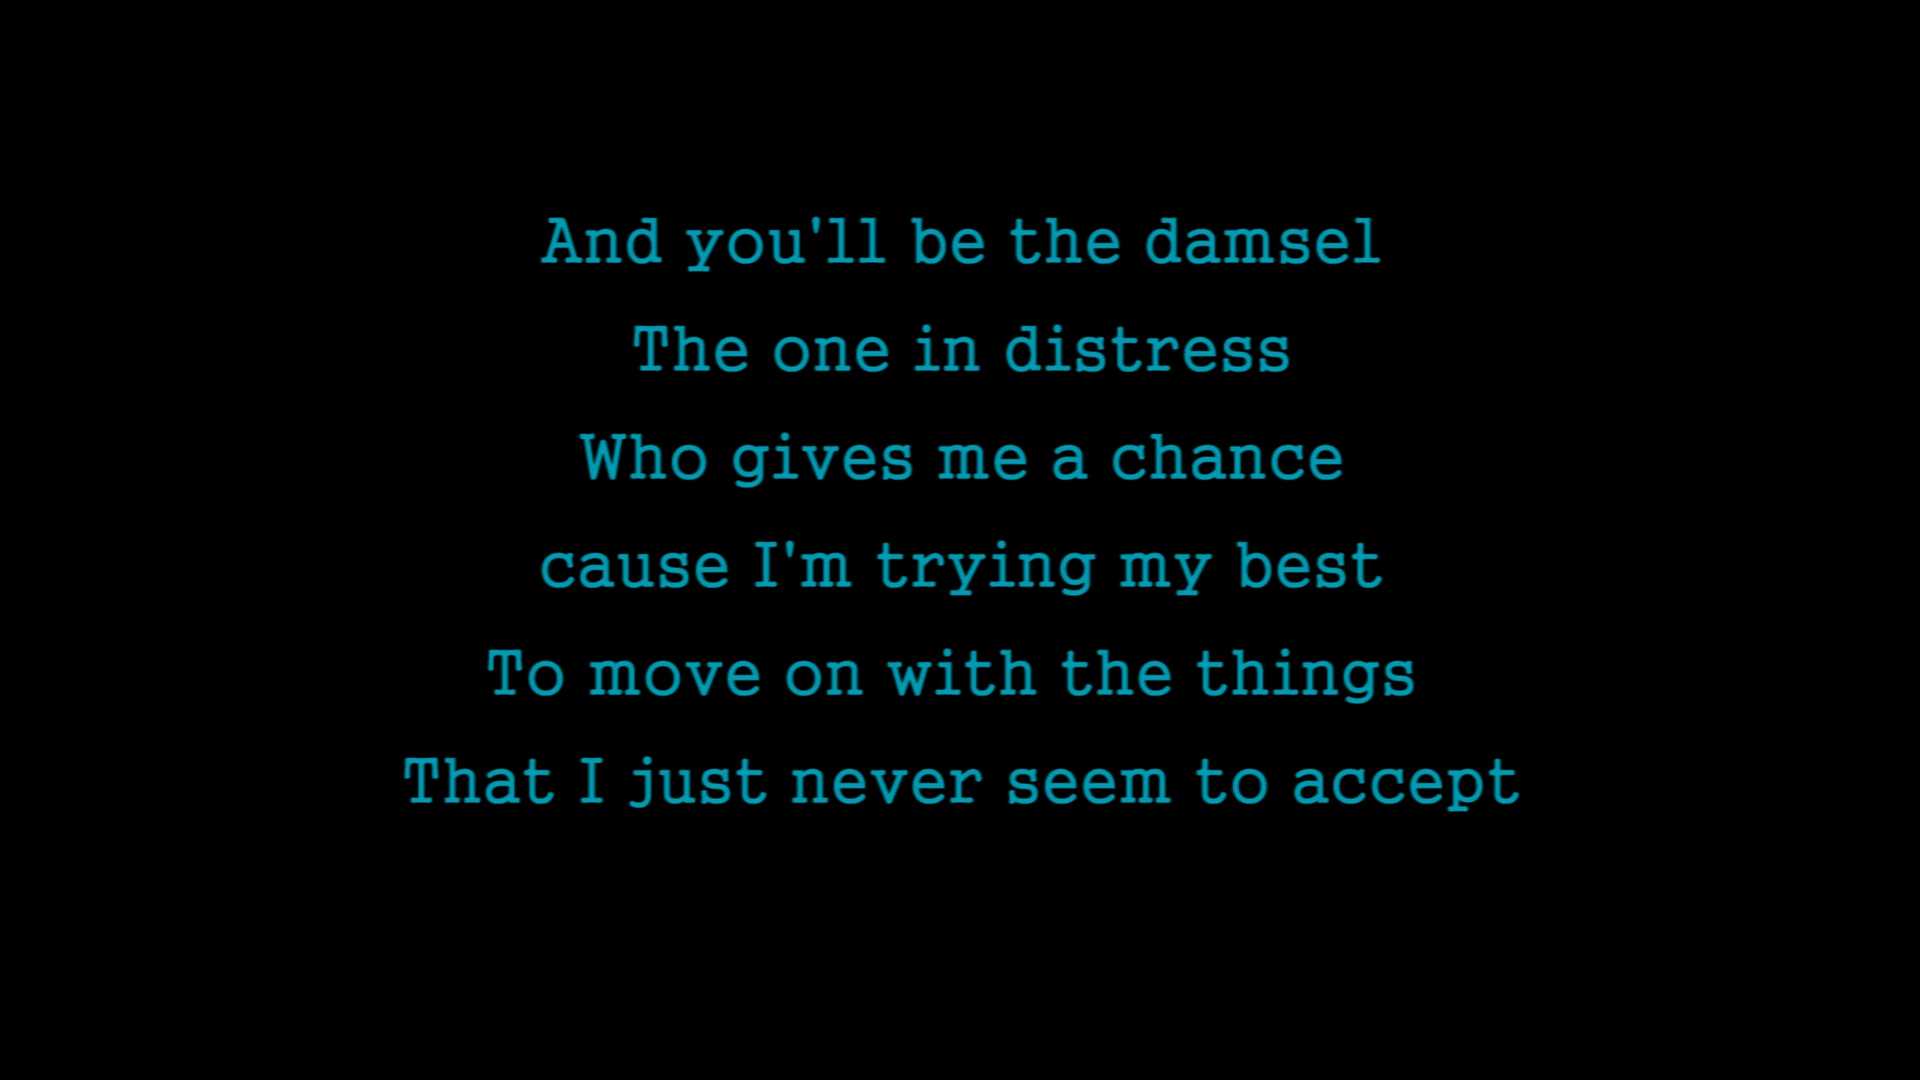 And you'll be the damsel
The one in distress
Who gives me a chance
cause I'm trying my best
To move on with the things
That I just never seem to accept